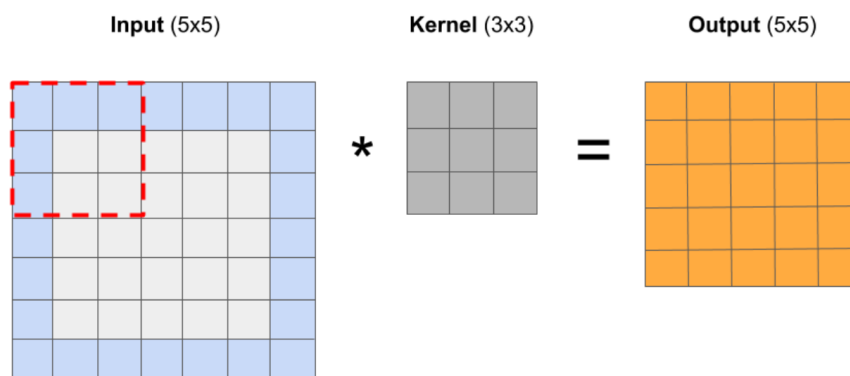 Input (5x5)
Kernel (3x3)
Output (5x5)
*
=